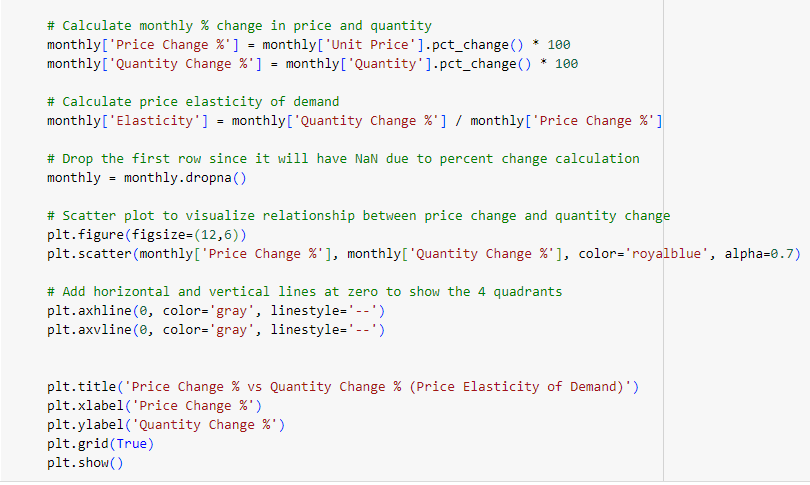 # Calculate monthly % change in price and quantity
monthly['Price Change %'] = monthly['Unit Price'].pct_change() * 100
monthly['Quantity Change %'] = monthly['Quantity'].pct_change() * 100
# Calculate price elasticity of demand
monthly['Elasticity'] = monthly['Quantity Change %'] / monthly['Price Change %']
# Drop the first row since it will have NaN due to percent change calculation
monthly = monthly.dropna()
# Scatter plot to visualize relationship between price change and quantity change
plt.figure(figsize=(12,6))
plt.scatter(monthly['Price Change %'], monthly['Quantity Change %'], color='royalblue', alpha=0.7)
# Add horizontal and vertical lines at zero to show the 4 quadrants
plt.axhline(0, color='gray', linestyle='--')
plt.axvline(0, color='gray', linestyle='--')
plt.title('Price Change % vs Quantity Change % (Price Elasticity of Demand)')
plt.xlabel('Price Change %')
plt.ylabel('Quantity Change %')
plt.grid(True)
plt.show()